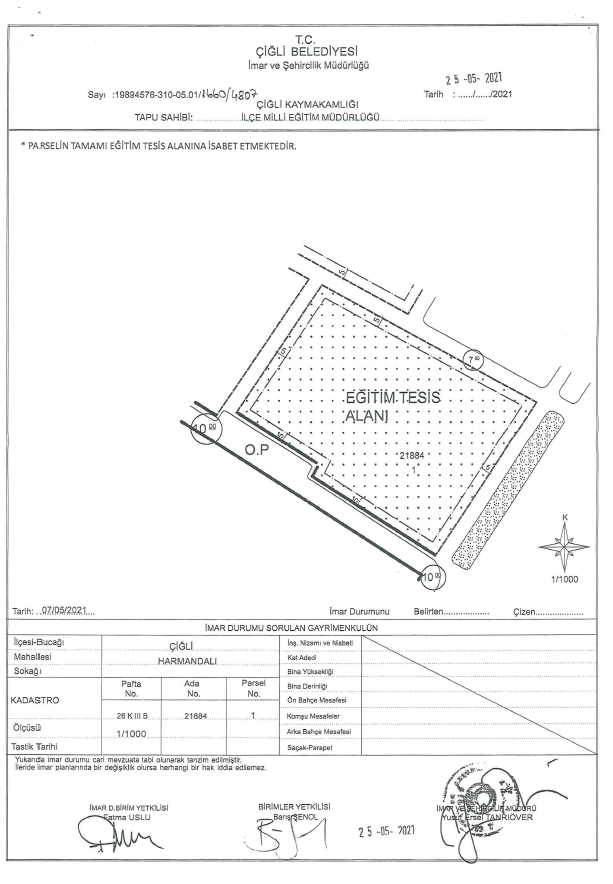 T.C.
ÇİĞLİ BELEDİYESİ
İmar ve Şehircilik Müdürlüğü
25-05-2021
Sayı :19894576-310-05.01/1660/4807
Tarih : ....../....../2021
ÇİĞLİ KAYMAKAMLIĞI
TAPU SAHİBİ: İLÇE MİLLİ EĞİTİM MÜDÜRLÜĞÜ
* PARSELİN TAMAMI EĞİTİM TESİS ALANINA İSABET ETMEKTEDİR.
5
5
5
7 00
EĞİTİM TESİS
ALANI
10 00
O.P
5
21884
1
5
5
K
10 00
1/1000
Tarih: ..07/05/2021....
İmar Durumunu Belirten.................. Çizen...................
İMAR DURUMU SORULAN GAYRİMENKULÜN
İlçesi-Bucağı ÇİĞLİ
Mahallesi HARMANDALI
Sokağı
KADASTRO
Pafta No. Ada No. Parsel No.
26 K III B 21884 1
Ölçüsü 1/1000
Tastik Tarihi
İnş. Nizamı ve Nisbeti
Kat Adedi
Bina Yüksekliği
Bina Derinliği
Ön Bahçe Mesafesi
Komşu Mesafeler
Arka Bahçe Mesafesi
Saçak-Parapet
Yukarıda imar durumu cari mevzuata tabi olunarak tanzim edilmiştir.
İleride imar planlarında bir değişiklik olursa herhangi bir hak iddia edilemez.
İMAR D.BİRİM YETKİLİSİ
Fatma USLU
BİRİMLER YETKİLİSİ
Barış ŞENOL
25-05-2021
İMAR VE ŞEHİRCİLİK MÜDÜRÜ
Yusuf Ersel TANRIÖVER